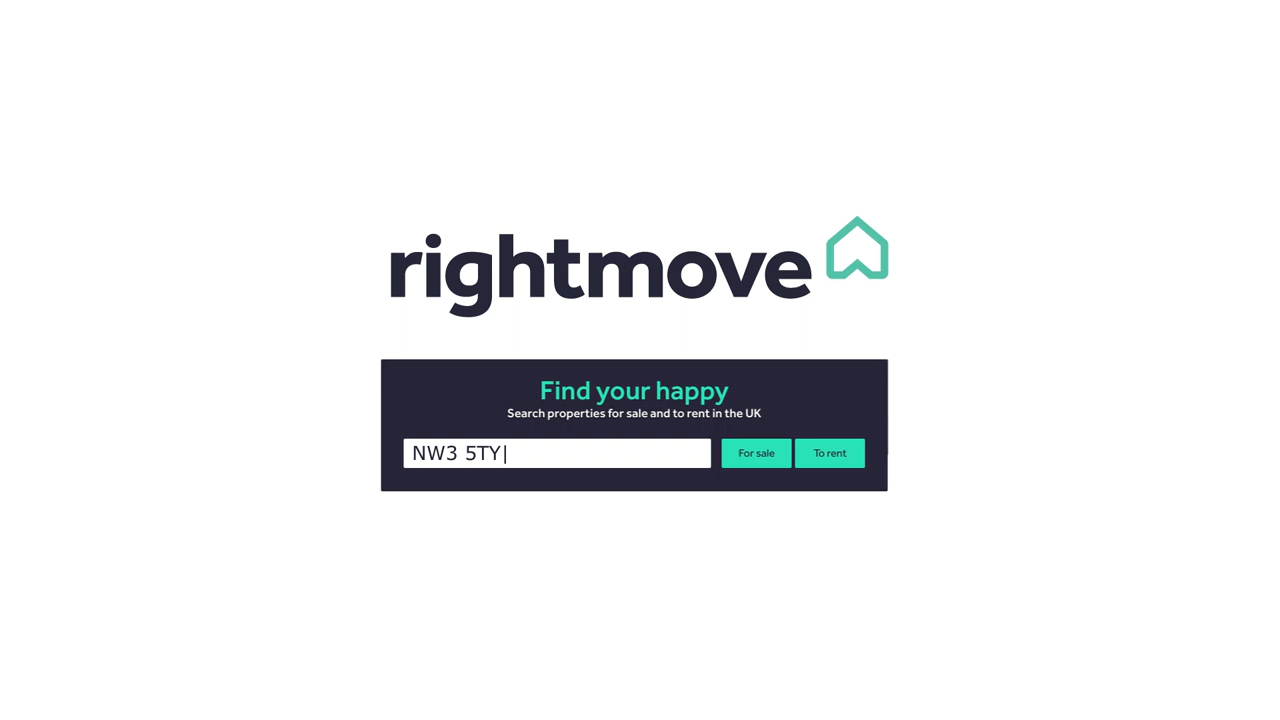 rightmove
Find your happy
Search properties for sale and to rent in the UK
NW3 5TY| For sale To rent